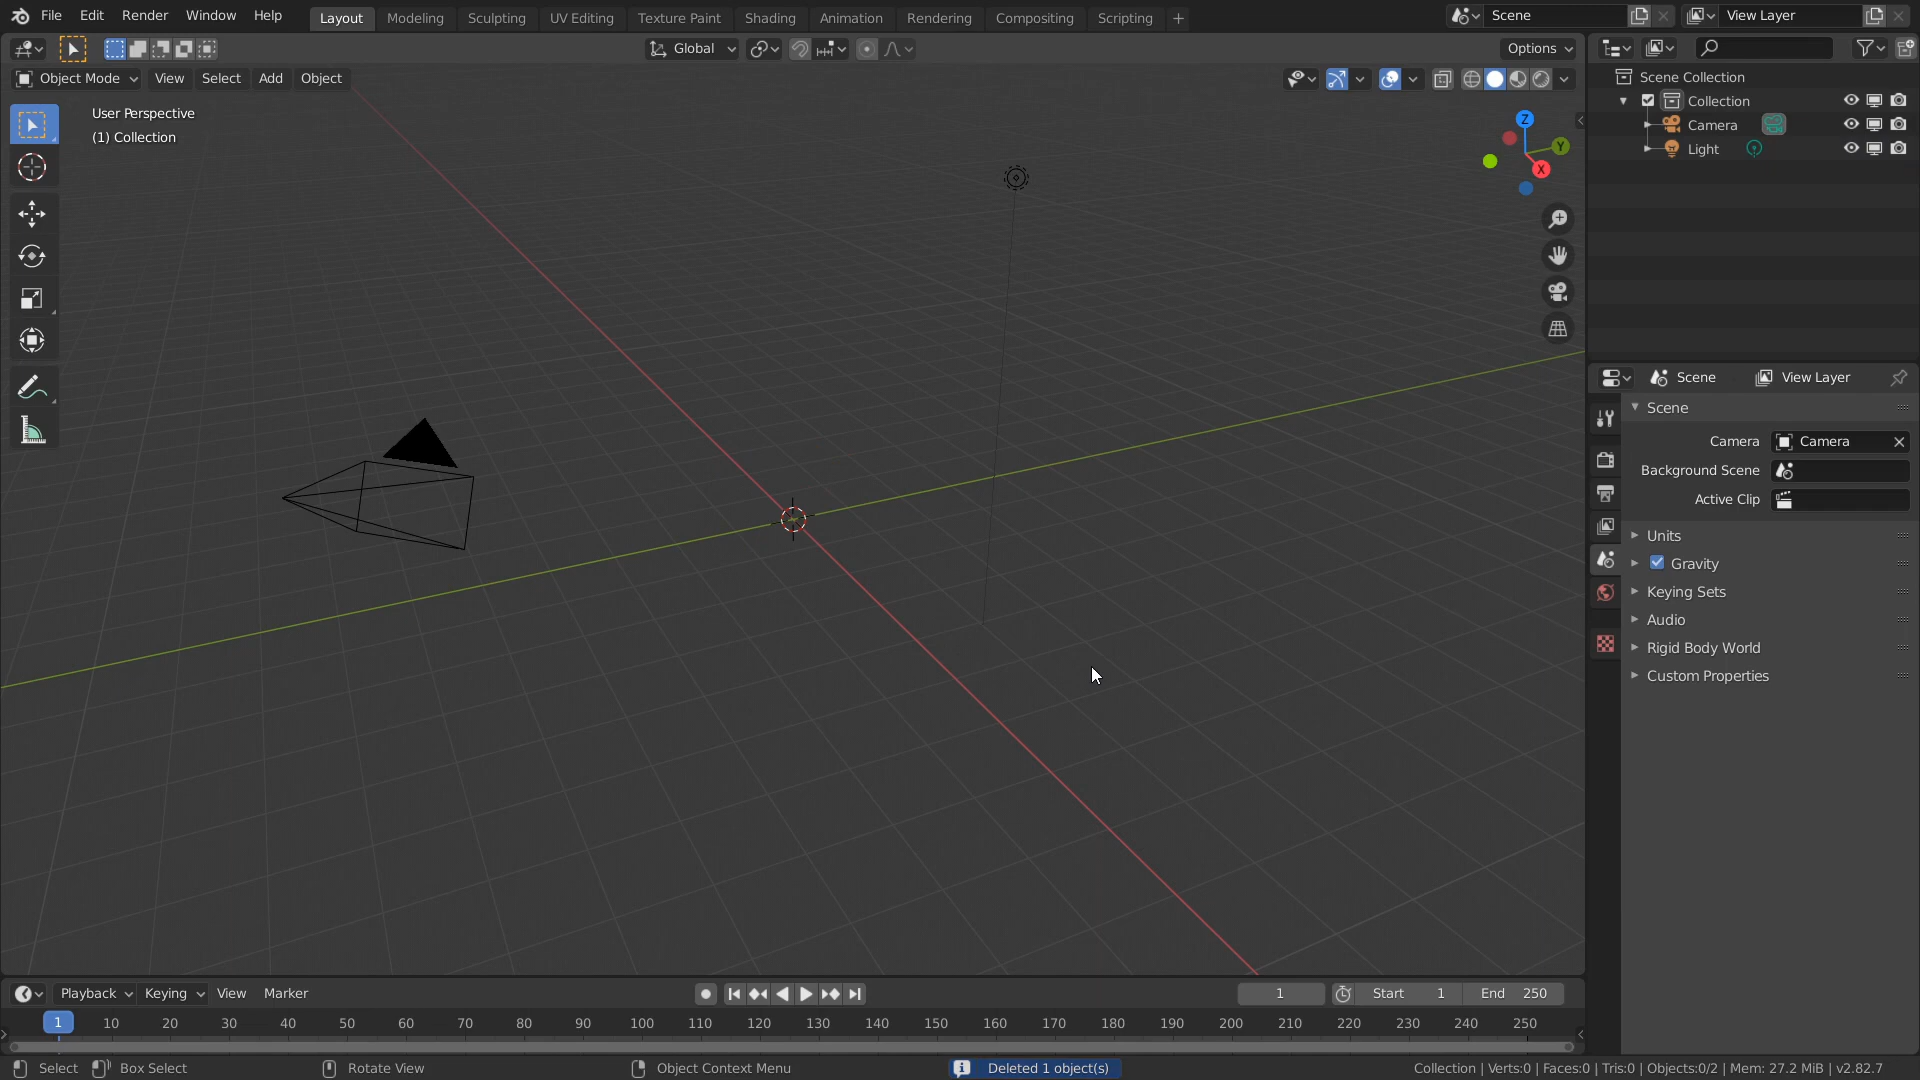 File Edit Render Window Help Layout Modeling Sculpting UV Editing Texture Paint Shading Animation Rendering Compositing Scripting + Scene View Layer
Global Options
Object Mode View Select Add Object
User Perspective
(1) Collection
Z
Y
X
Scene Collection
Collection
Camera
Light
Scene View Layer
Scene
Camera Camera
Background Scene
Active Clip
Units
Gravity
Keying Sets
Audio
Rigid Body World
Custom Properties
Playback Keying View Marker 1 Start 1 End 250
1 10 20 30 40 50 60 70 80 90 100 110 120 130 140 150 160 170 180 190 200 210 220 230 240 250
Select Box Select Rotate View Object Context Menu Deleted 1 object(s) Collection | Verts:0 | Faces:0 | Tris:0 | Objects:0/2 | Mem: 27.2 MiB | v2.82.7